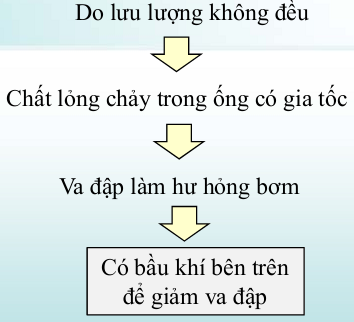 Do lưu lượng không đều
Chất lỏng chảy trong ống có gia tốc
Va đập làm hư hỏng bơm
Có bầu khí bên trên
để giảm va đập